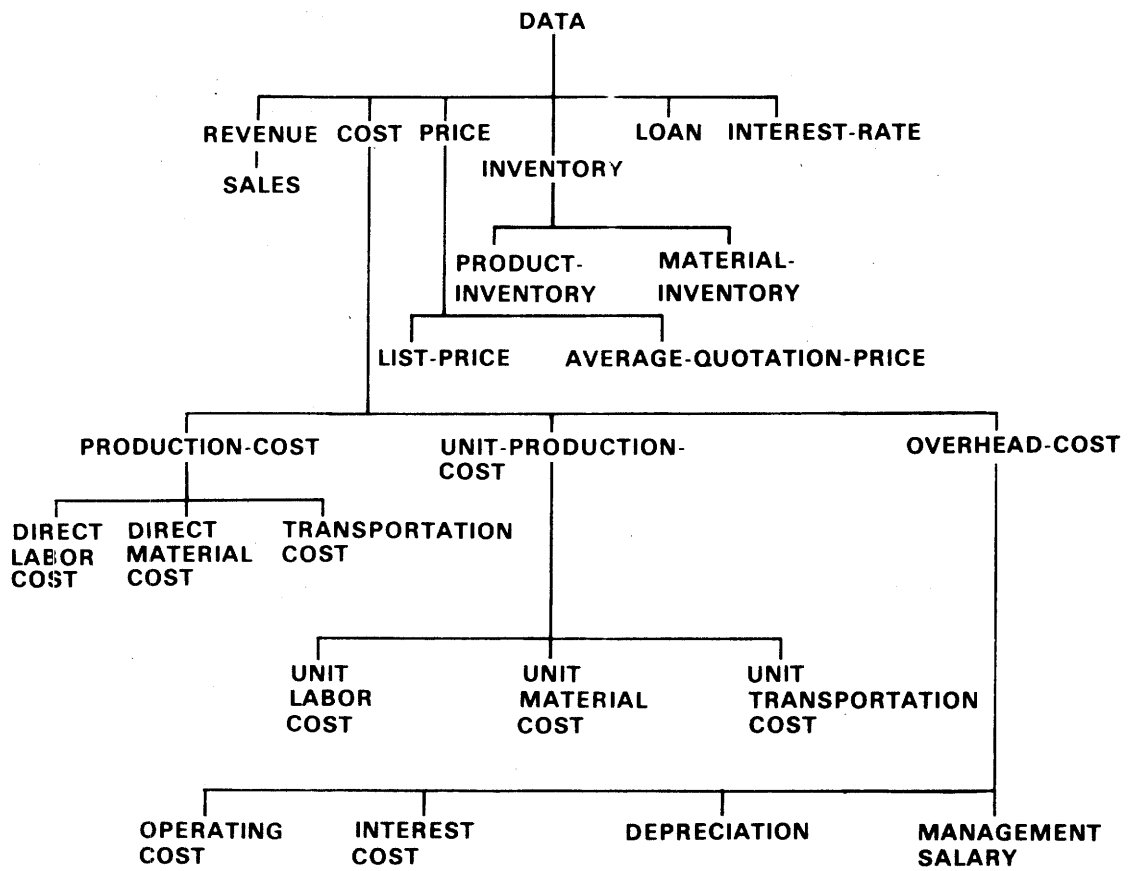 DATA
REVENUE COST PRICE LOAN INTEREST-RATE
INVENTORY
SALES
PRODUCT-
INVENTORY
MATERIAL-
INVENTORY
LIST-PRICE AVERAGE-QUOTATION-PRICE
PRODUCTION-COST
UNIT-PRODUCTION-
COST
OVERHEAD-COST
DIRECT
LABOR
COST
DIRECT
MATERIAL
COST
TRANSPORTATION
COST
UNIT
LABOR
COST
UNIT
MATERIAL
COST
UNIT
TRANSPORTATION
COST
OPERATING
COST
INTEREST
COST
DEPRECIATION
MANAGEMENT
SALARY